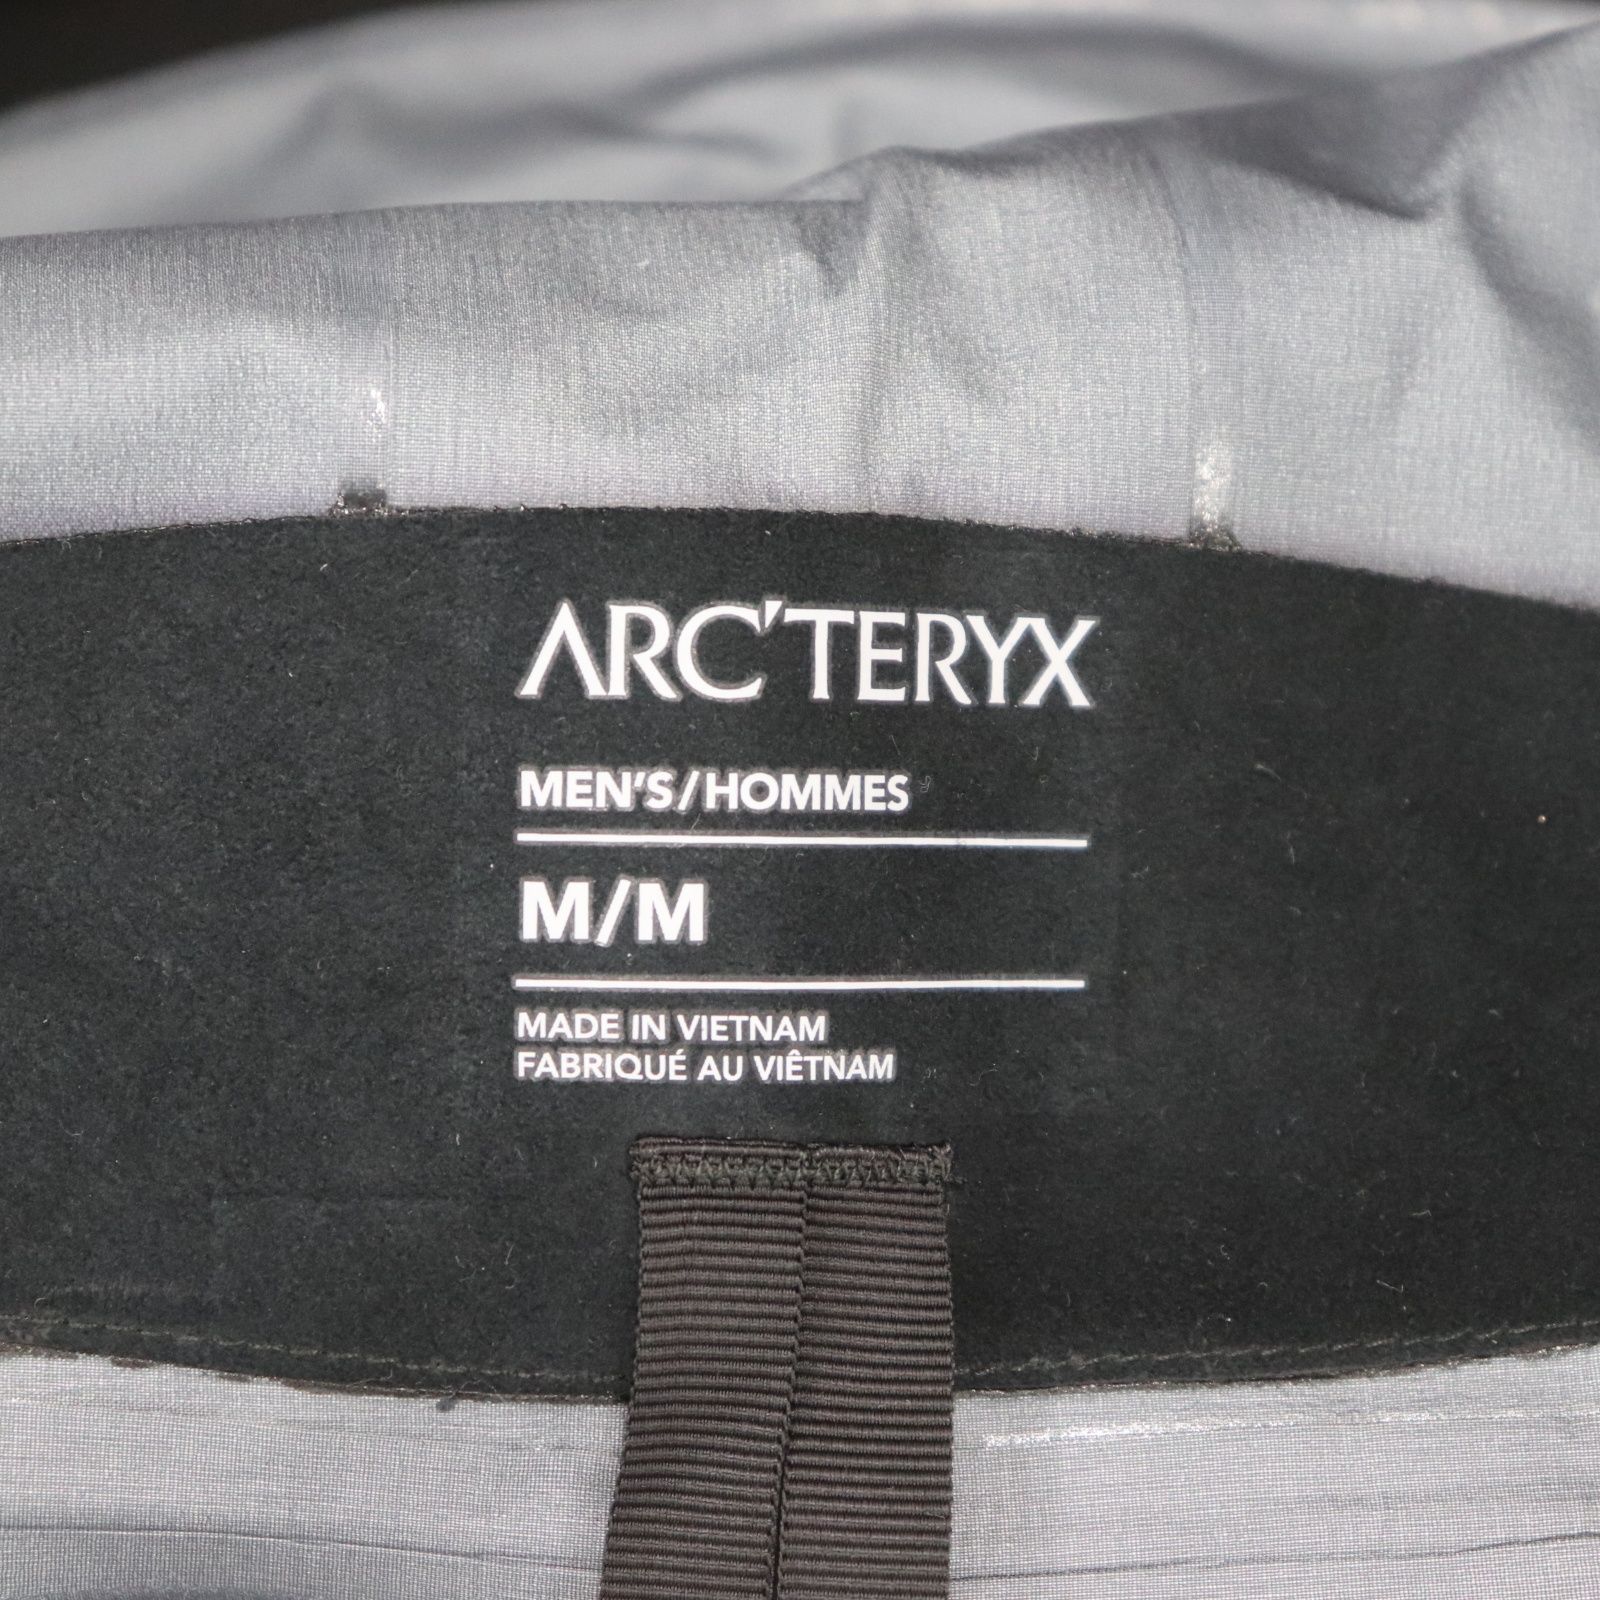 ARC'TERYX
MEN'S/HOMMES
M/M
MADE IN VIETNAM
FABRIQUÉ AU VIÊTNAM